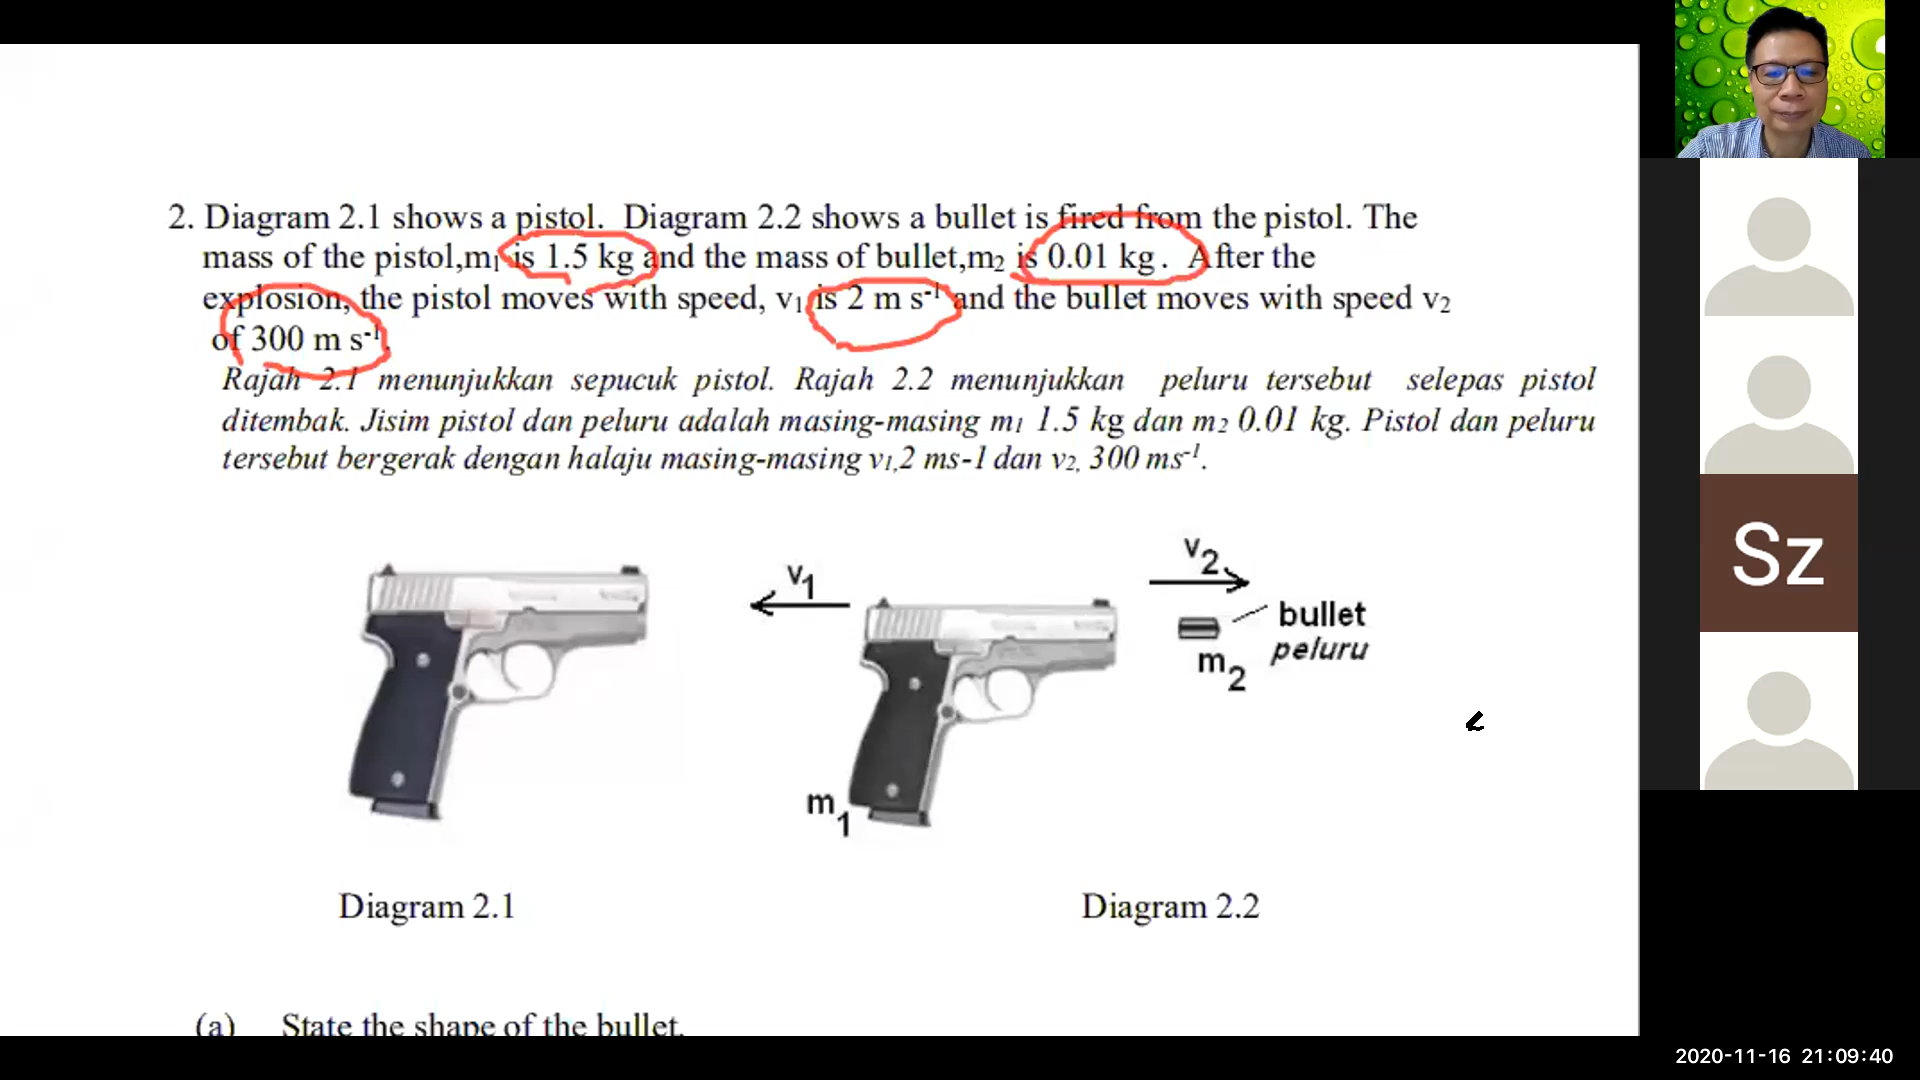 2. Diagram 2.1 shows a pistol. Diagram 2.2 shows a bullet is fired from the pistol. The
mass of the pistol,m1 is 1.5 kg and the mass of bullet,m2 is 0.01 kg. After the
explosion, the pistol moves with speed, v1 is 2 m s-1 and the bullet moves with speed v2
of 300 m s-1.
Rajah 2.1 menunjukkan sepucuk pistol. Rajah 2.2 menunjukkan peluru tersebut selepas pistol
ditembak. Jisim pistol dan peluru adalah masing-masing m1 1.5 kg dan m2 0.01 kg. Pistol dan peluru
tersebut bergerak dengan halaju masing-masing v1,2 ms-1 dan v2, 300 ms-1.
v1
v2
bullet
peluru
m2
m1
Diagram 2.1
Diagram 2.2
(a) State the shape of the bullet.
Sz
2020-11-16 21:09:40